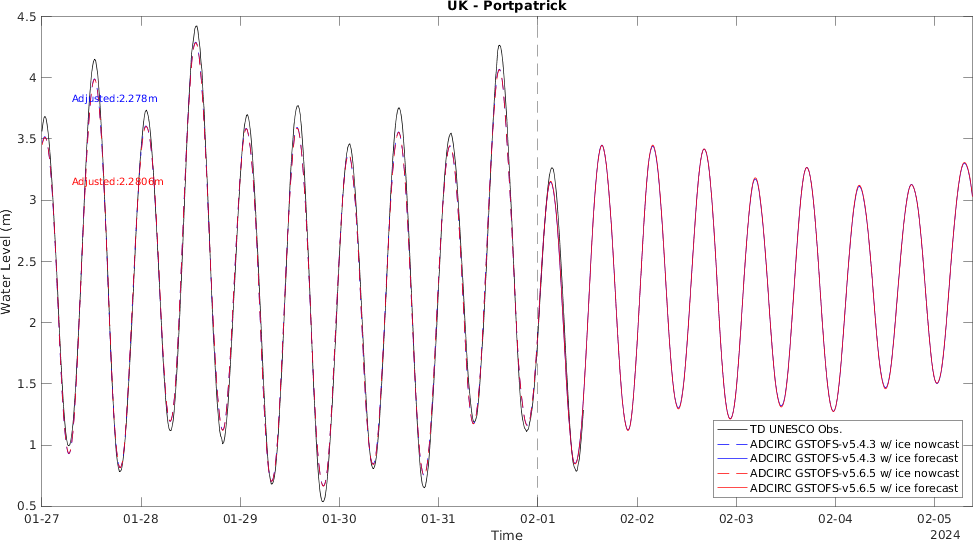 UK - Portpatrick
4.5
4
3.5
3
2.5
2
1.5
1
0.5
Water Level (m)
Adjusted:2.278m
Adjusted:2.2806m
TD UNESCO Obs.
ADCIRC GSTOFS-v5.4.3 w/ ice nowcast
ADCIRC GSTOFS-v5.4.3 w/ ice forecast
ADCIRC GSTOFS-v5.6.5 w/ ice nowcast
ADCIRC GSTOFS-v5.6.5 w/ ice forecast
01-27 01-28 01-29 01-30 01-31 02-01 02-02 02-03 02-04 02-05
Time 2024